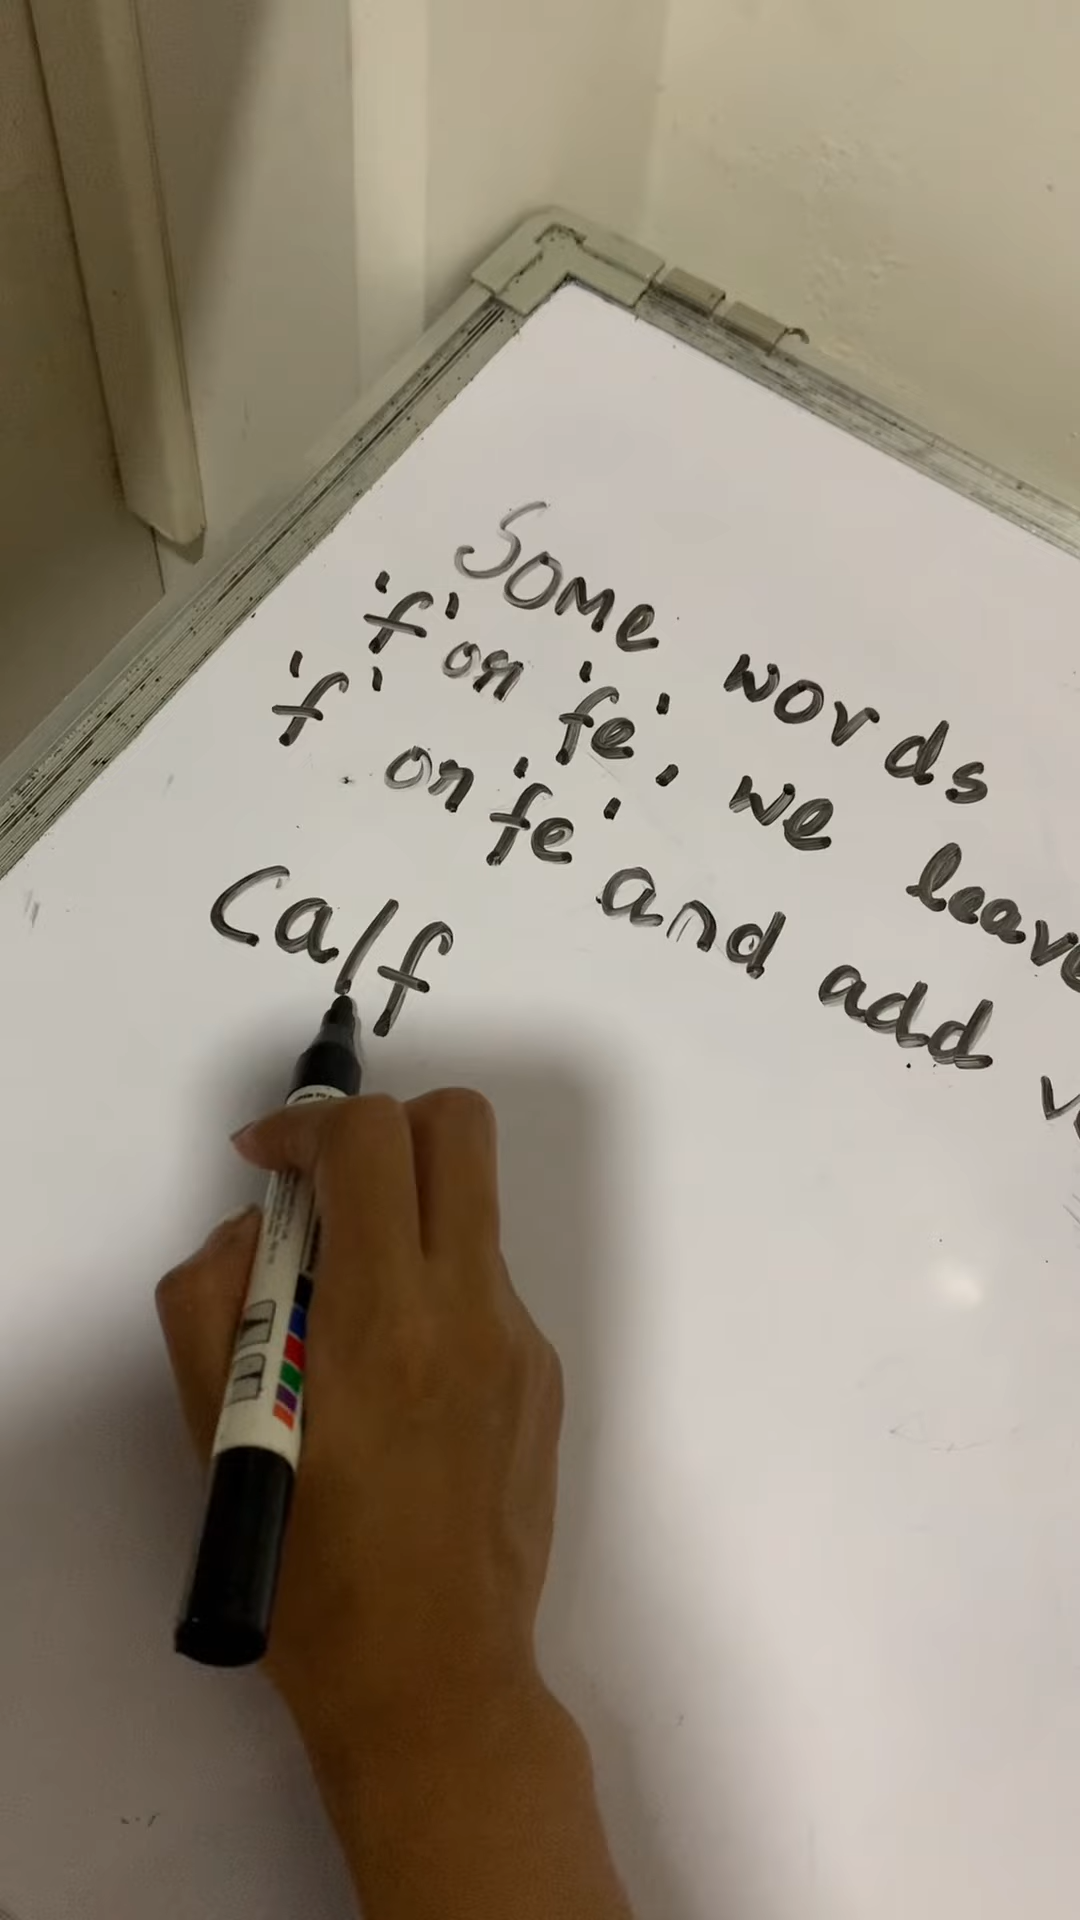 Some words
'f' or 'fe', we leave
'f' or 'fe' and add v
Calf